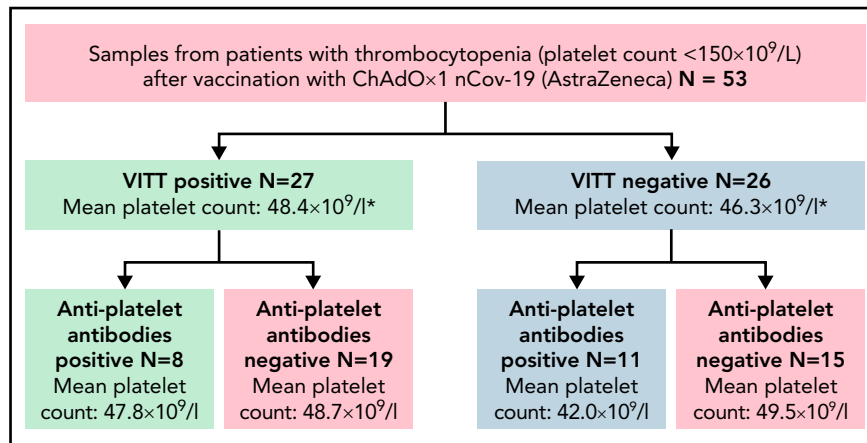 Samples from patients with thrombocytopenia (platelet count <150×10⁹/L)
after vaccination with ChAdO×1 nCov-19 (AstraZeneca) N = 53
VITT positive N=27
Mean platelet count: 48.4×10⁹/l*
VITT negative N=26
Mean platelet count: 46.3×10⁹/l*
Anti-platelet
antibodies
positive N=8
Mean platelet
count: 47.8×10⁹/l
Anti-platelet
antibodies
negative N=19
Mean platelet
count: 48.7×10⁹/l
Anti-platelet
antibodies
positive N=11
Mean platelet
count: 42.0×10⁹/l
Anti-platelet
antibodies
negative N=15
Mean platelet
count: 49.5×10⁹/l